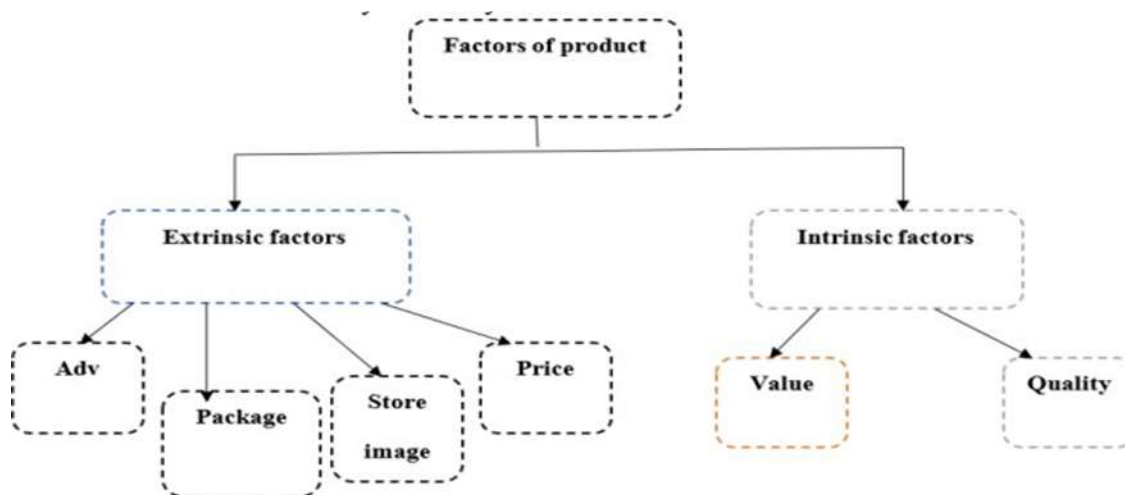 Factors of product
Extrinsic factors
Intrinsic factors
Adv
Package
Store
image
Price
Value
Quality